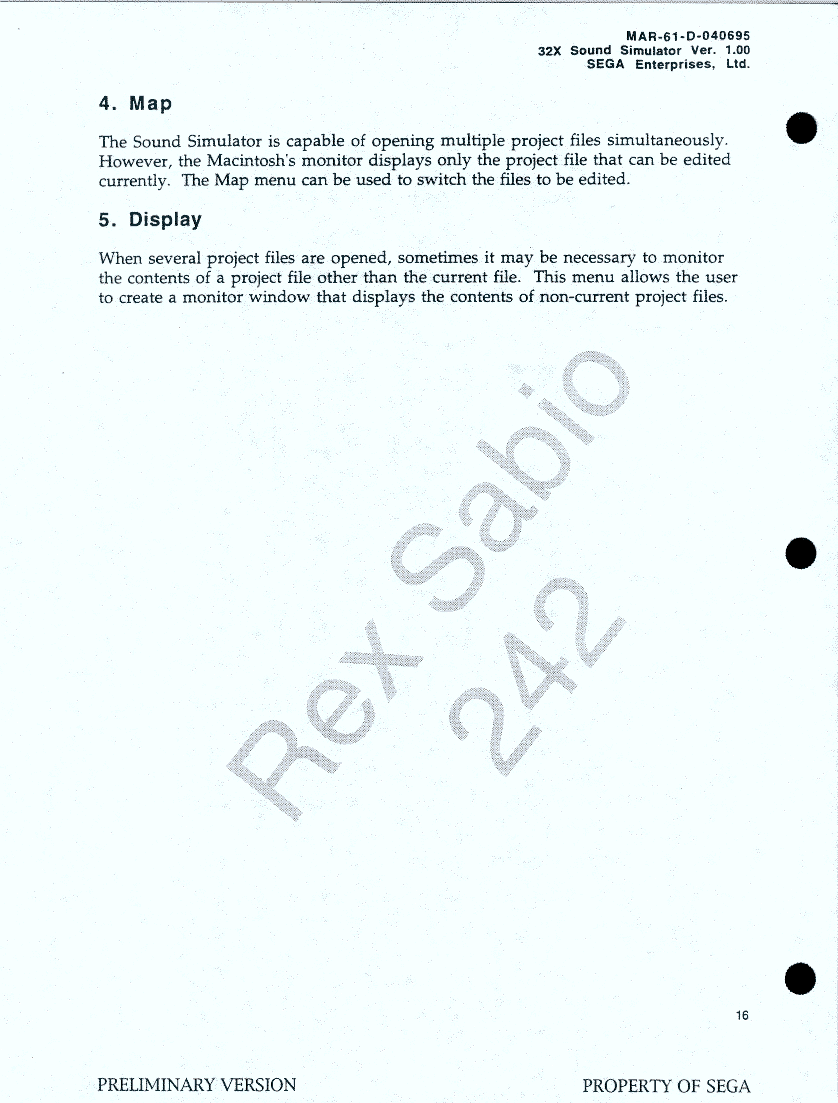 MAR-61-D-040695
32X Sound Simulator Ver. 1.00
SEGA Enterprises, Ltd.
4. Map
The Sound Simulator is capable of opening multiple project files simultaneously.
However, the Macintosh's monitor displays only the project file that can be edited
currently. The Map menu can be used to switch the files to be edited.
5. Display
When several project files are opened, sometimes it may be necessary to monitor
the contents of a project file other than the current file. This menu allows the user
to create a monitor window that displays the contents of non-current project files.
Rex Sabio
242
16
PRELIMINARY VERSION
PROPERTY OF SEGA